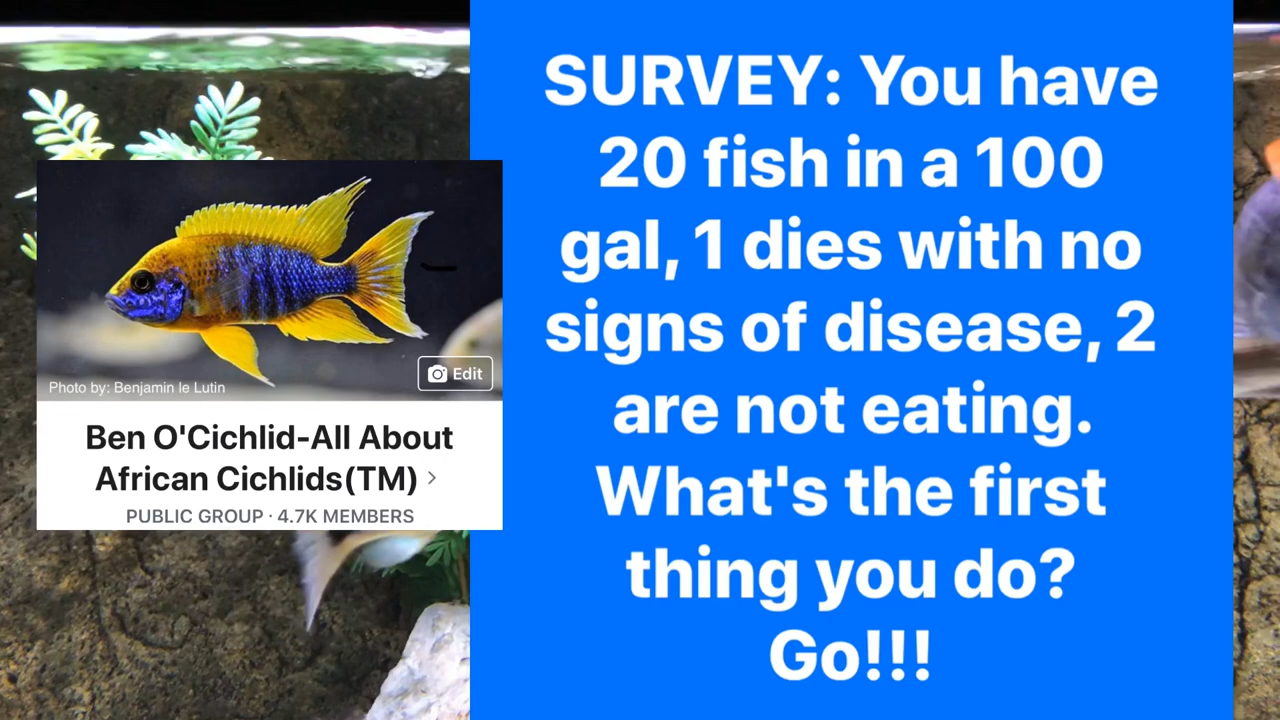 Photo by: Benjamin le Lutin
Edit
Ben O'Cichlid-All About
African Cichlids(TM)
PUBLIC GROUP · 4.7K MEMBERS
SURVEY: You have
20 fish in a 100
gal, 1 dies with no
signs of disease, 2
are not eating.
What's the first
thing you do?
Go!!!